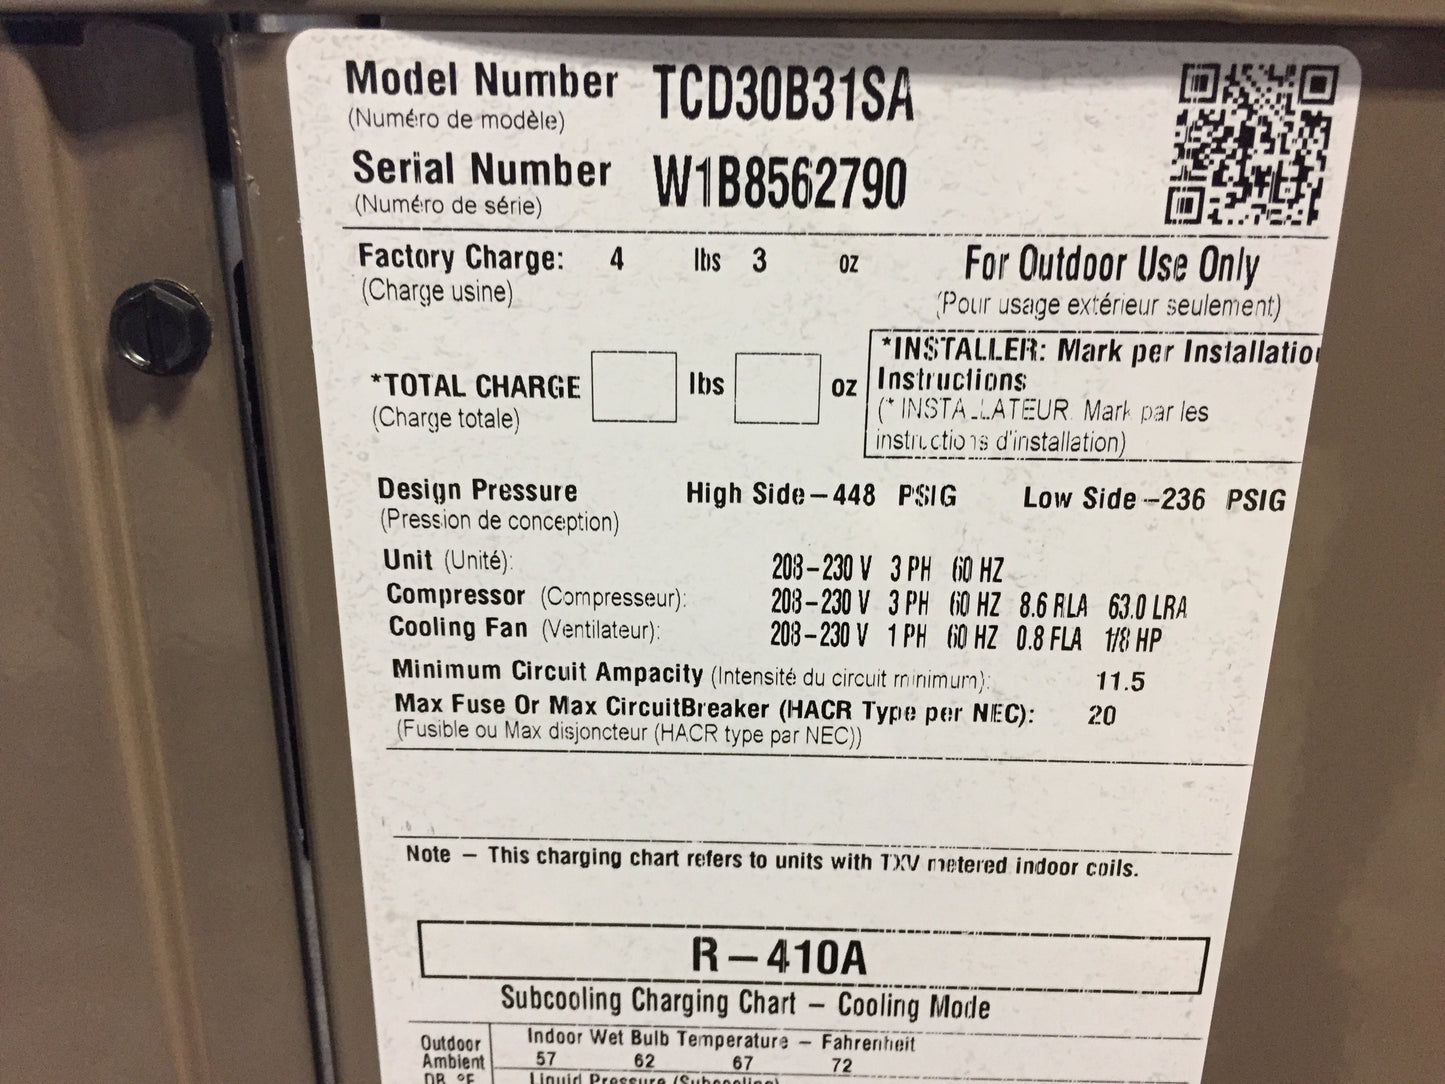 Model Number TCD30B31SA
(Numéro de modèle)
Serial Number W1B8562790
(Numéro de série)
Factory Charge: 4 lbs 3 oz For Outdoor Use Only
(Charge usine) (Pour usage extérieur seulement)
*TOTAL CHARGE lbs oz
(Charge totale)
*INSTALLER: Mark per Installatio
Instructions
(*INSTALLATEUR. Mark par les
instructions d'installation)
Design Pressure High Side-448 PSIG Low Side-236 PSIG
(Pression de conception)
Unit (Unité): 208-230 V 3 PH 60 HZ
Compressor (Compresseur): 208-230 V 3 PH 60 HZ 8.6 RLA 63.0 LRA
Cooling Fan (Ventilateur): 208-230 V 1 PH 60 HZ 0.8 FLA 1/8 HP
Minimum Circuit Ampacity (Intensité du circuit minimum): 11.5
Max Fuse Or Max CircuitBreaker (HACR Type per NEC): 20
(Fusible ou Max disjoncteur (HACR type par NEC))
Note - This charging chart refers to units with TXV metered indoor coils.
R-410A
Subcooling Charging Chart - Cooling Mode
Outdoor Indoor Wet Bulb Temperature - Fahrenheit
Ambient 57 62 67 72
DB °F Liquid Pressure (Subcooling)